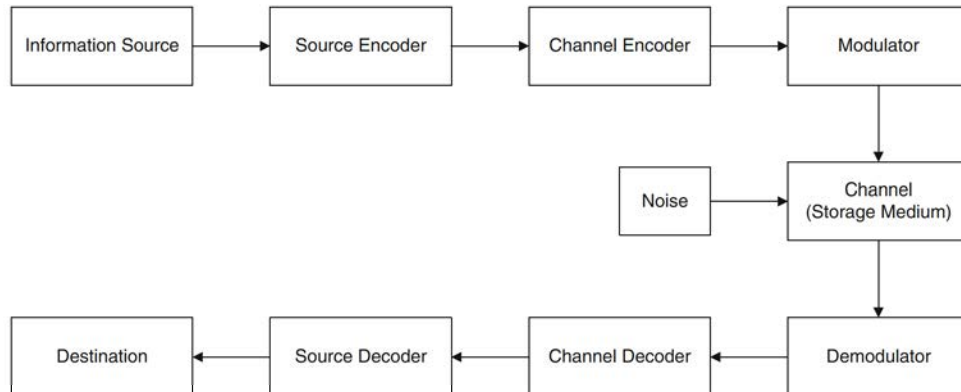 Information Source
Source Encoder
Channel Encoder
Modulator
Noise
Channel
(Storage Medium)
Destination
Source Decoder
Channel Decoder
Demodulator